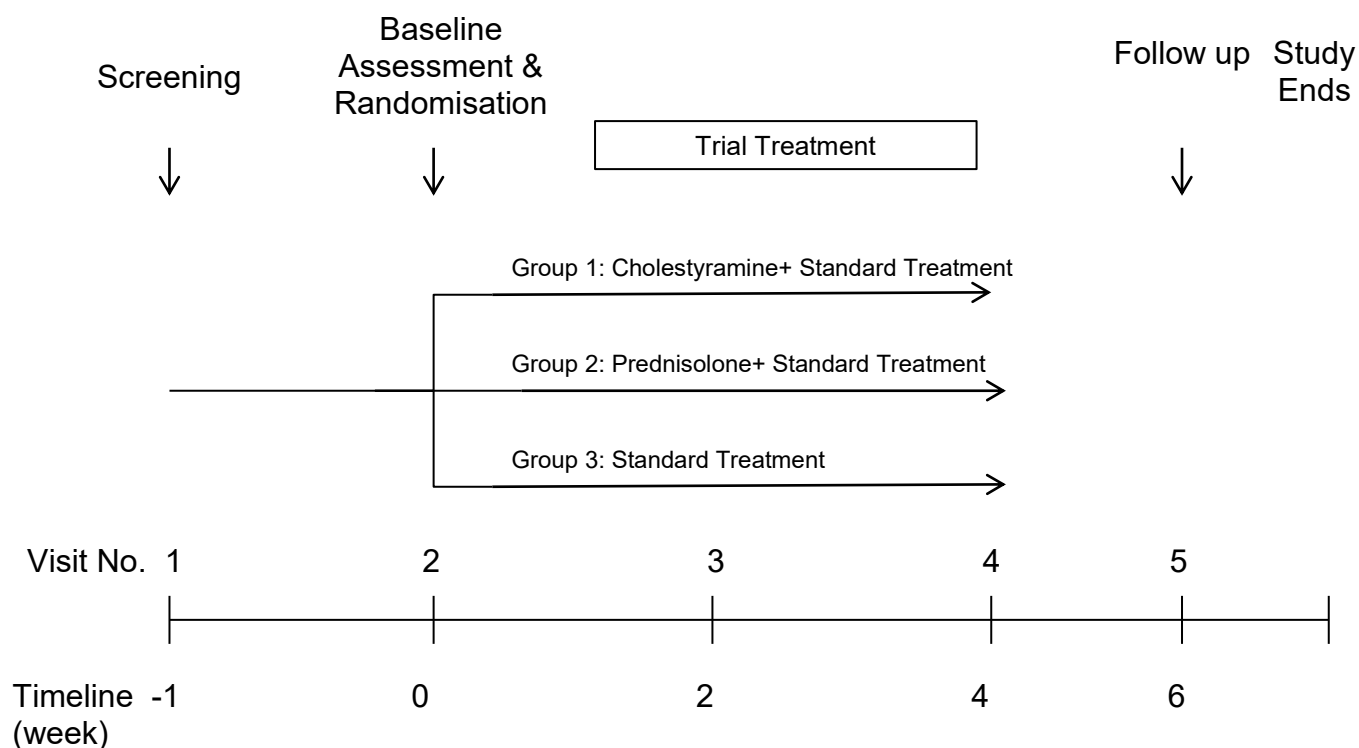 Screening
Baseline
Assessment &
Randomisation
Follow up
Study
Ends
Trial Treatment
Group 1: Cholestyramine+ Standard Treatment
Group 2: Prednisolone+ Standard Treatment
Group 3: Standard Treatment
Visit No. 1 2 3 4 5
Timeline -1 0 2 4 6
(week)